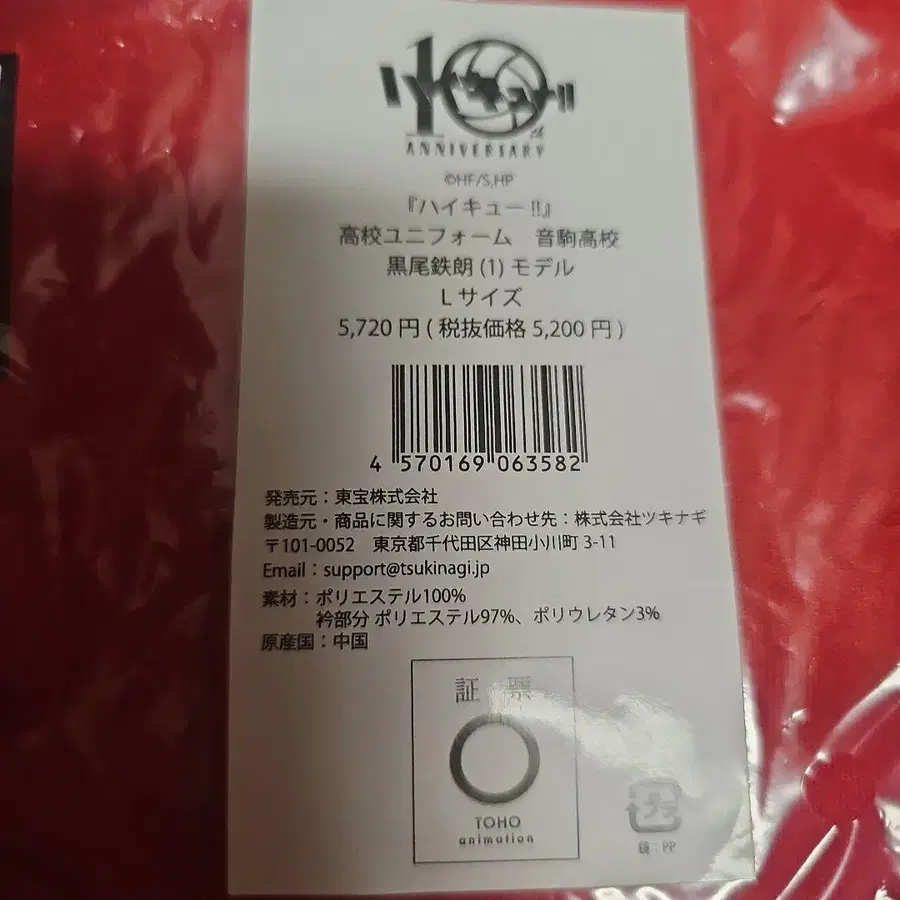 10th
ハイキュー!!
ANNIVERSARY
©HF/S,HP
『ハイキュー!!』
高校ユニフォーム 音駒高校
黒尾鉄朗 (1) モデル
L サイズ
5,720 円 ( 税抜価格 5,200 円 )
4 570169 063582
発売元：東宝株式会社
製造元・商品に関するお問い合わせ先：株式会社ツキナギ
〒101-0052 東京都千代田区神田小川町 3-11
Email：support@tsukinagi.jp
素材：ポリエステル100%
衿部分 ポリエステル97%、ポリウレタン3%
原産国：中国
証 票
TOHO
animation
プラ
袋：PP